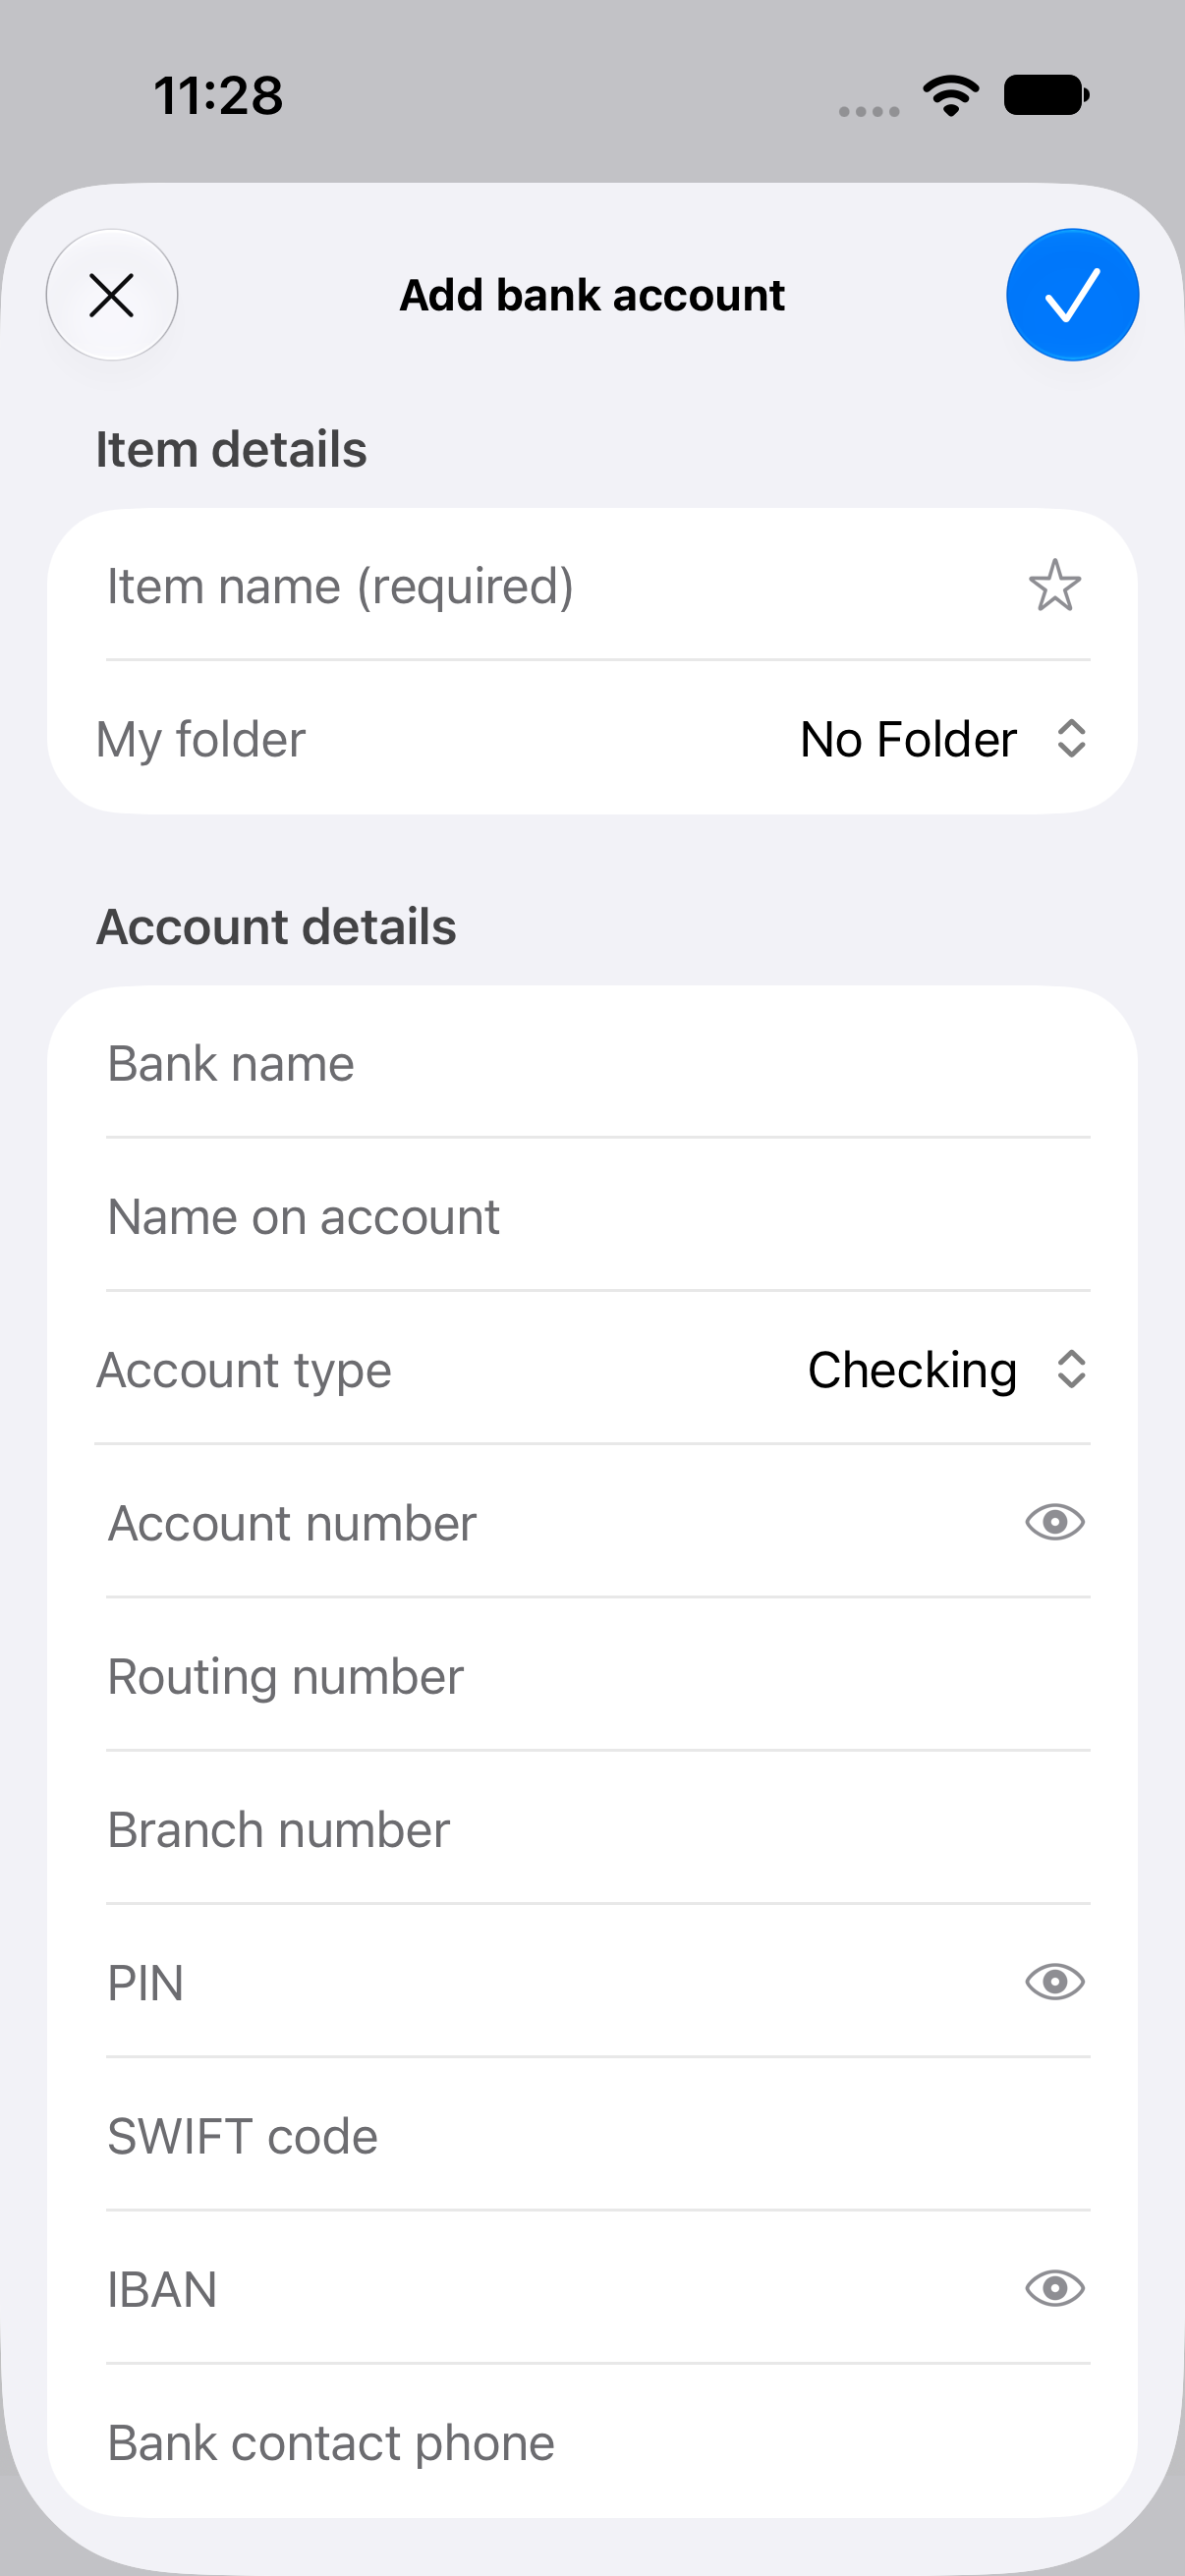 11:28
Add bank account
Item details
Item name (required)
My folder No Folder
Account details
Bank name
Name on account
Account type Checking
Account number
Routing number
Branch number
PIN
SWIFT code
IBAN
Bank contact phone